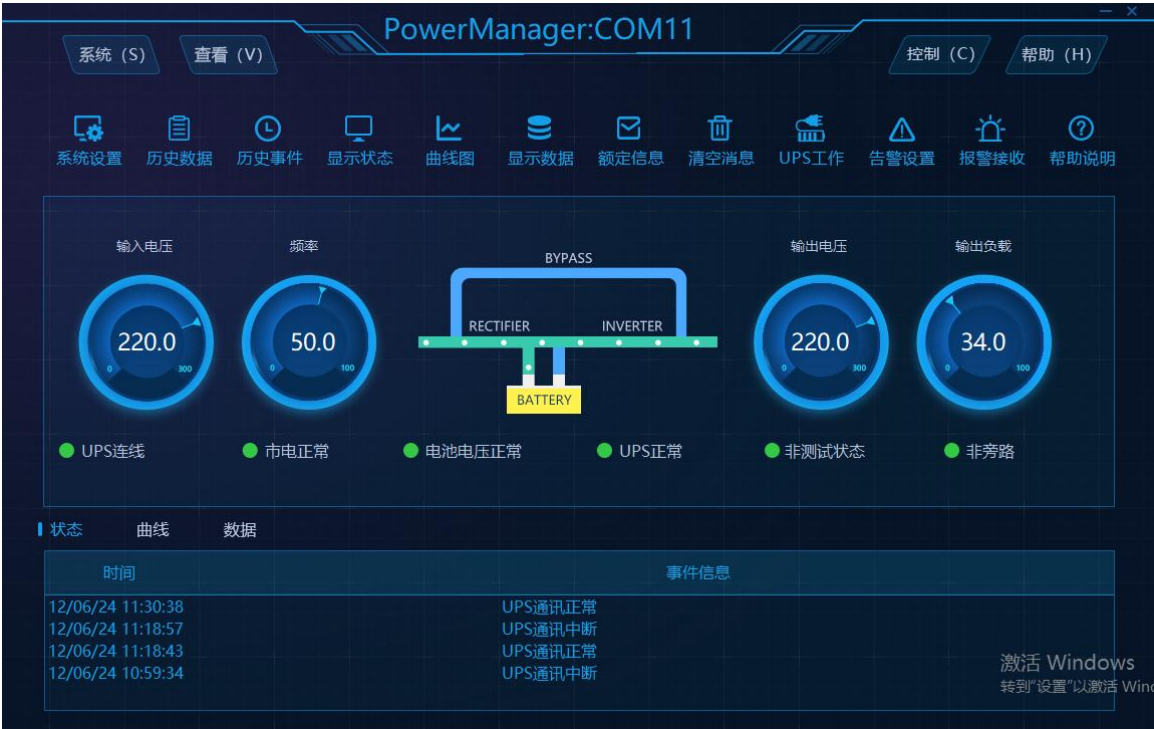 PowerManager:COM11
系统 (S)
查看 (V)
控制 (C)
帮助 (H)
系统设置
历史数据
历史事件
显示状态
曲线图
显示数据
额定信息
清空消息
UPS工作
告警设置
报警接收
帮助说明
输入电压
220.0
0
300
频率
50.0
0
100
BYPASS
RECTIFIER
INVERTER
BATTERY
输出电压
220.0
0
300
输出负载
34.0
0
100
UPS连线
市电正常
电池电压正常
UPS正常
非测试状态
非旁路
状态
曲线
数据
时间 事件信息
12/06/24 11:30:38 UPS通讯正常
12/06/24 11:18:57 UPS通讯中断
12/06/24 11:18:43 UPS通讯正常
12/06/24 10:59:34 UPS通讯中断
激活 Windows
转到"设置"以激活 Win